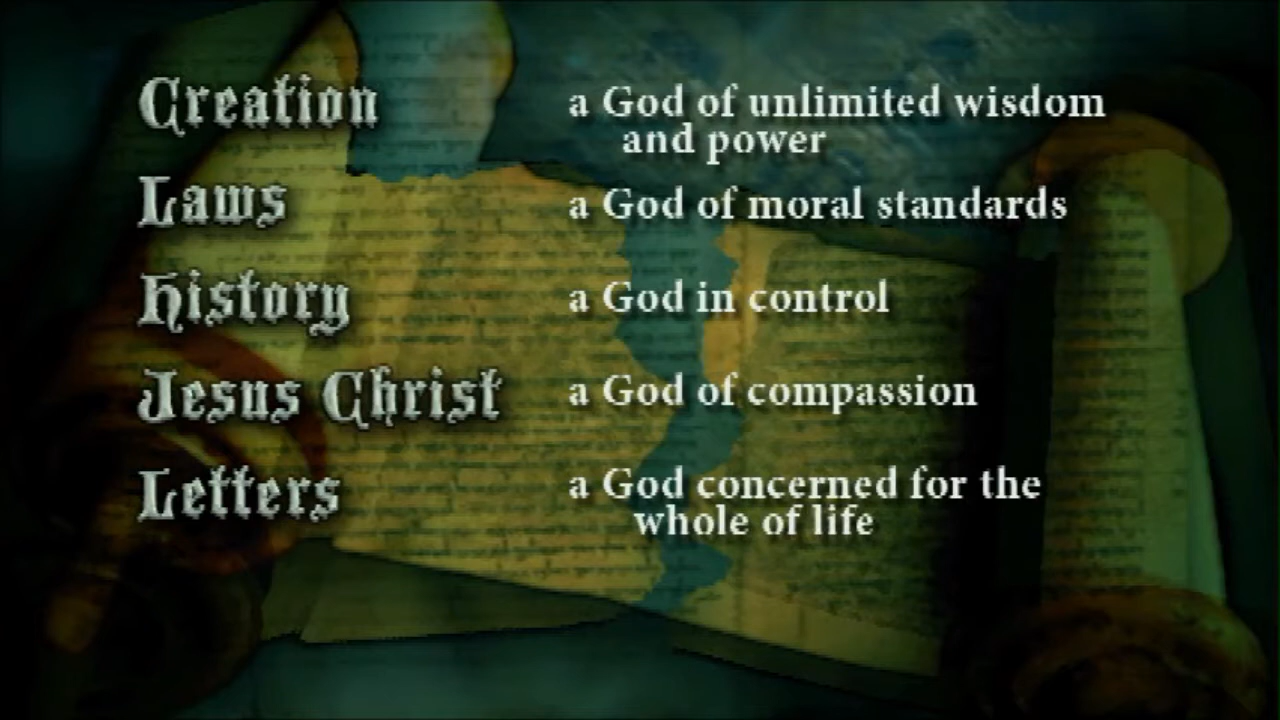 Creation a God of unlimited wisdom
and power
Laws a God of moral standards
History a God in control
Jesus Christ a God of compassion
Letters a God concerned for the
whole of life